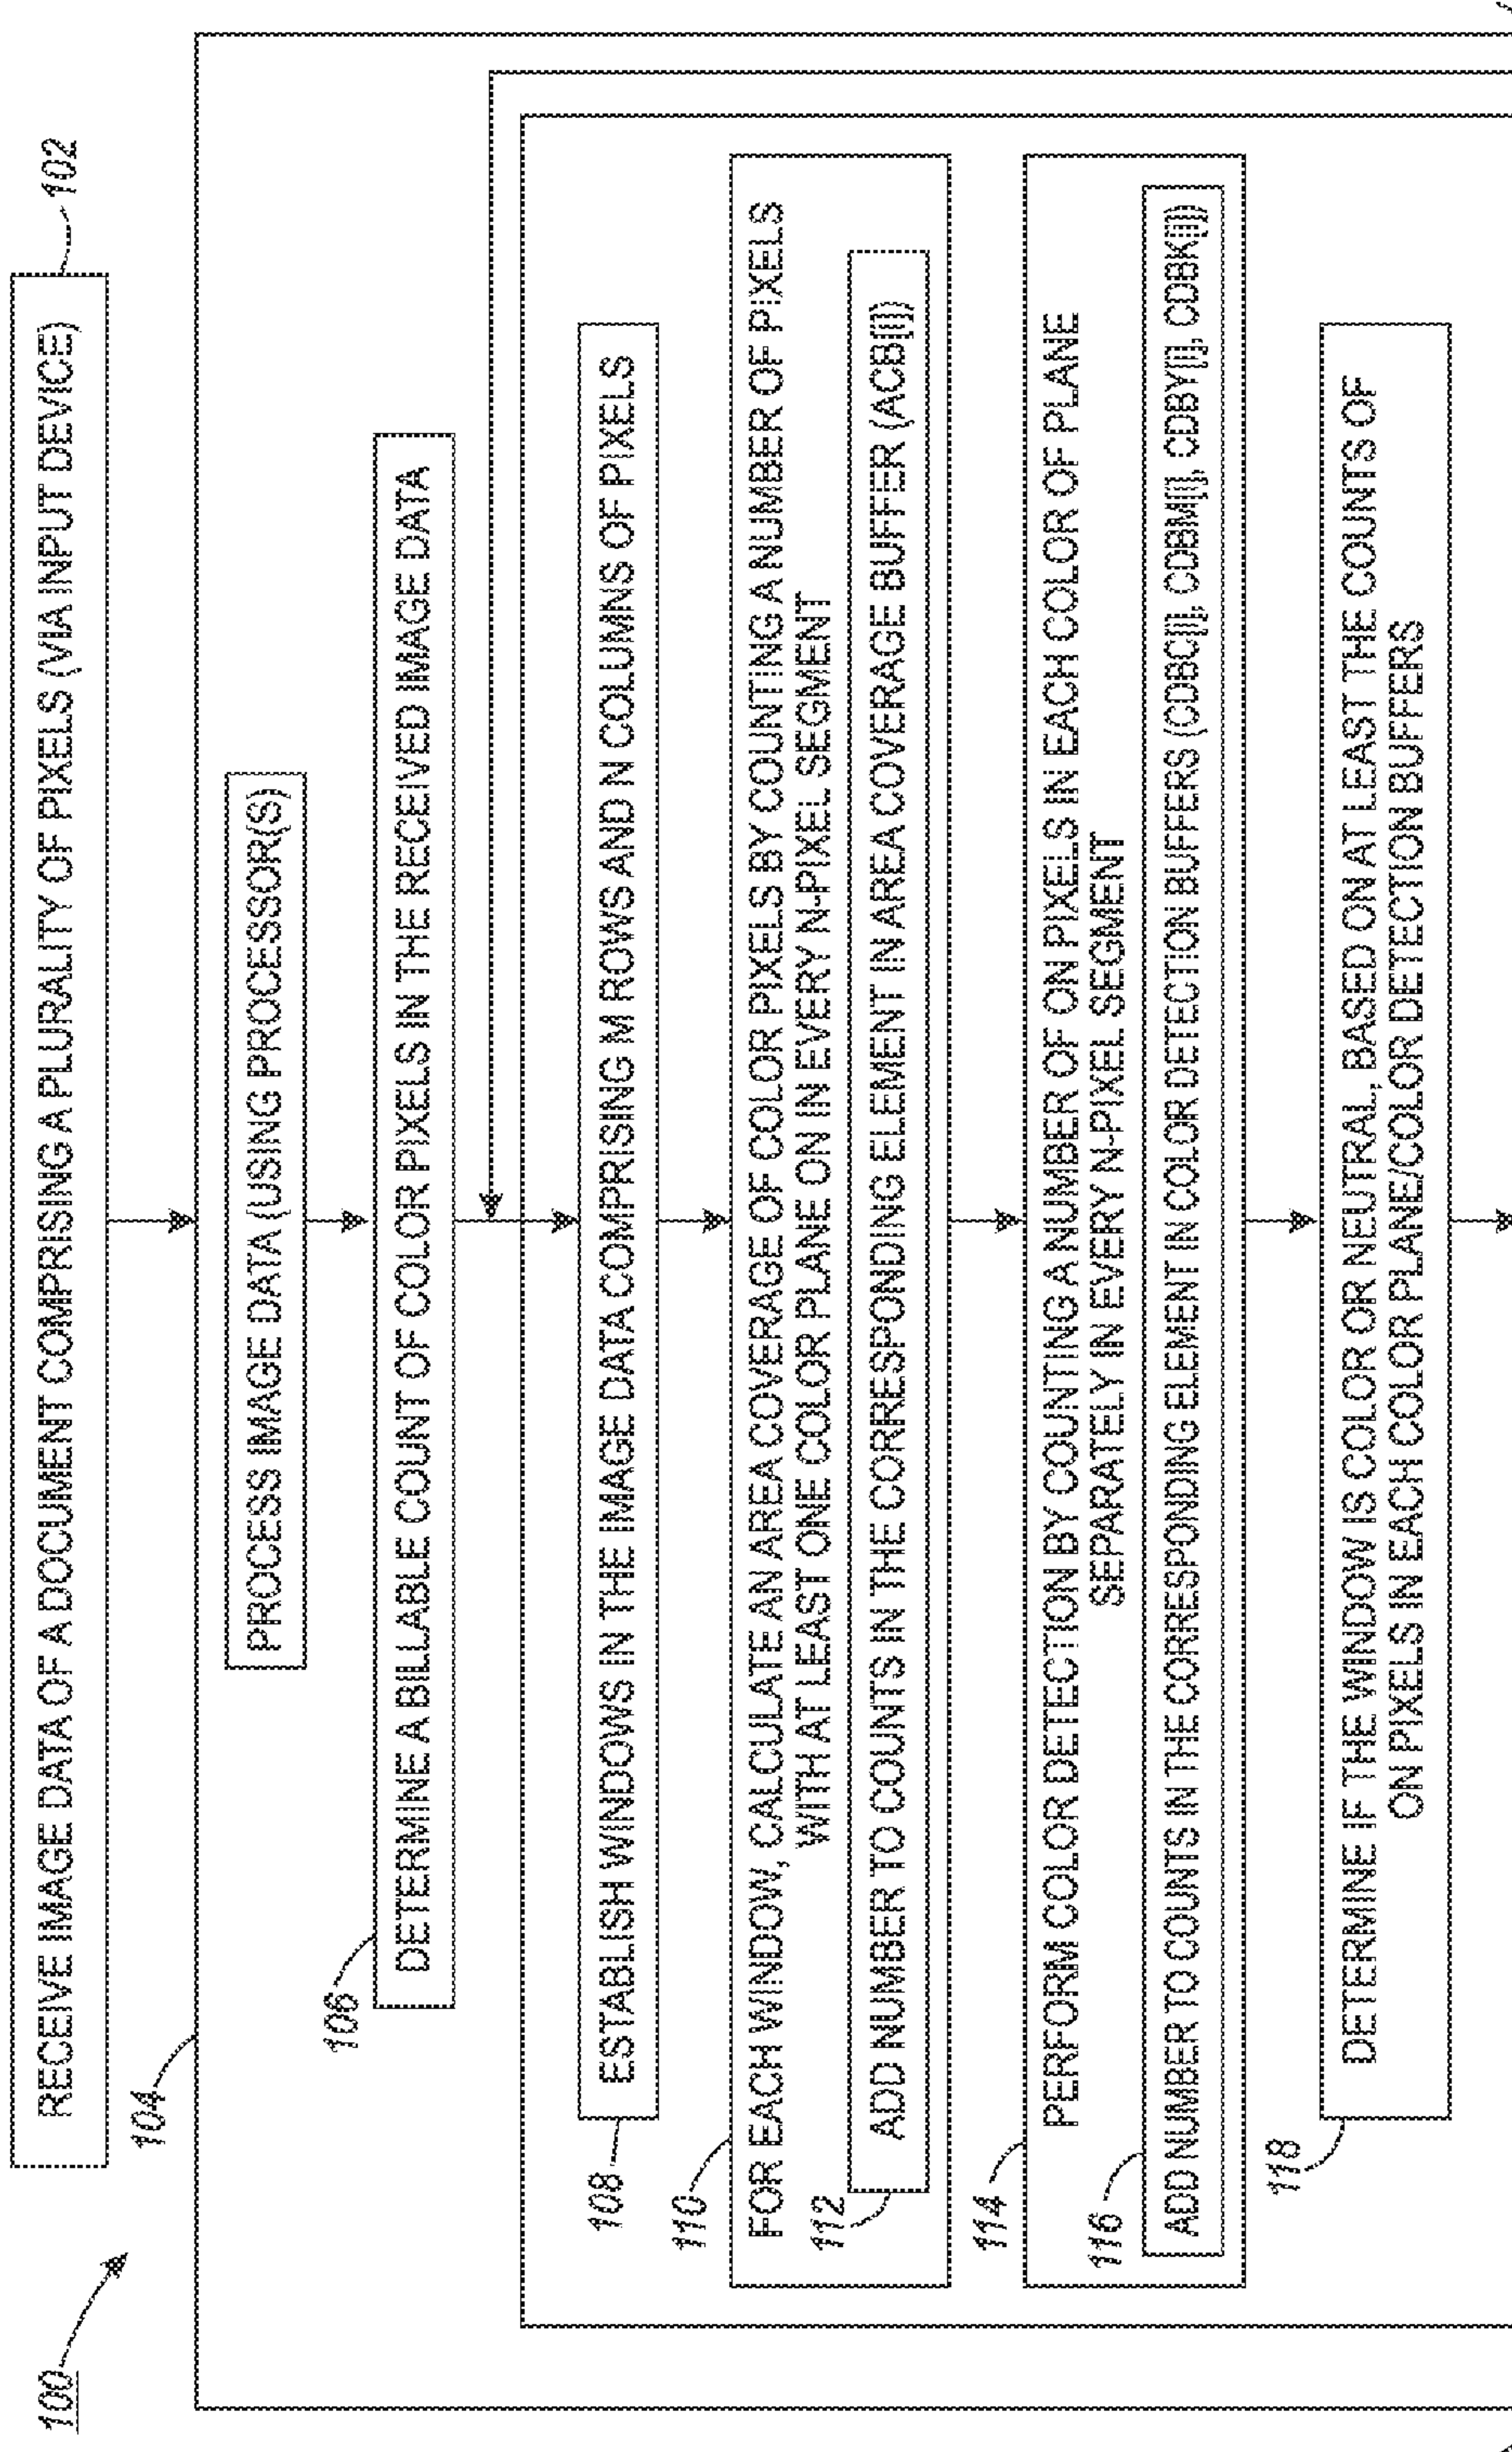 100
RECEIVE IMAGE DATA OF A DOCUMENT COMPRISING A PLURALITY OF PIXELS (VIA INPUT DEVICE)
102
104
PROCESS IMAGE DATA (USING PROCESSOR(S)
106
DETERMINE A BILLABLE COUNT OF COLOR PIXELS IN THE RECEIVED IMAGE DATA
108
ESTABLISH WINDOWS IN THE IMAGE DATA COMPRISING M ROWS AND N COLUMNS OF PIXELS
110
FOR EACH WINDOW, CALCULATE AN AREA COVERAGE OF COLOR PIXELS BY COUNTING A NUMBER OF PIXELS
WITH AT LEAST ONE COLOR PLANE ON IN EVERY N-PIXEL SEGMENT
112
ADD NUMBER TO COUNTS IN THE CORRESPONDING ELEMENT IN AREA COVERAGE BUFFER (ACB[I])
114
PERFORM COLOR DETECTION BY COUNTING A NUMBER OF ON PIXELS IN EACH COLOR OF PLANE
SEPARATELY IN EVERY N-PIXEL SEGMENT
116
ADD NUMBER TO COUNTS IN THE CORRESPONDING ELEMENT IN COLOR DETECTION BUFFERS (CDBC[I], CDBM[I], CDBY[I], CDBK[I])
118
DETERMINE IF THE WINDOW IS COLOR OR NEUTRAL, BASED ON AT LEAST THE COUNTS OF
ON PIXELS IN EACH COLOR PLANE/COLOR DETECTION BUFFERS